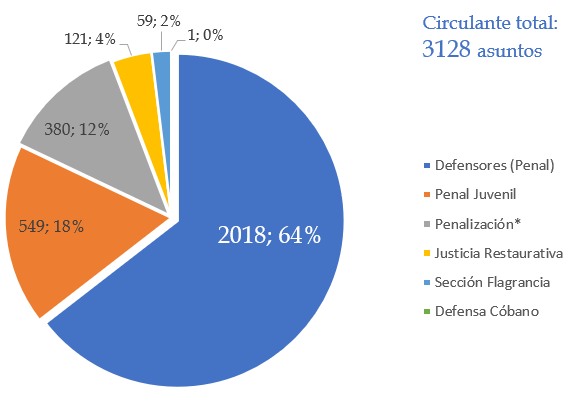 59; 2%
1; 0%
121; 4%
380; 12%
549; 18%
2018; 64%
Circulante total:
3128 asuntos
Defensores (Penal)
Penal Juvenil
Penalización*
Justicia Restaurativa
Sección Flagrancia
Defensa Cóbano